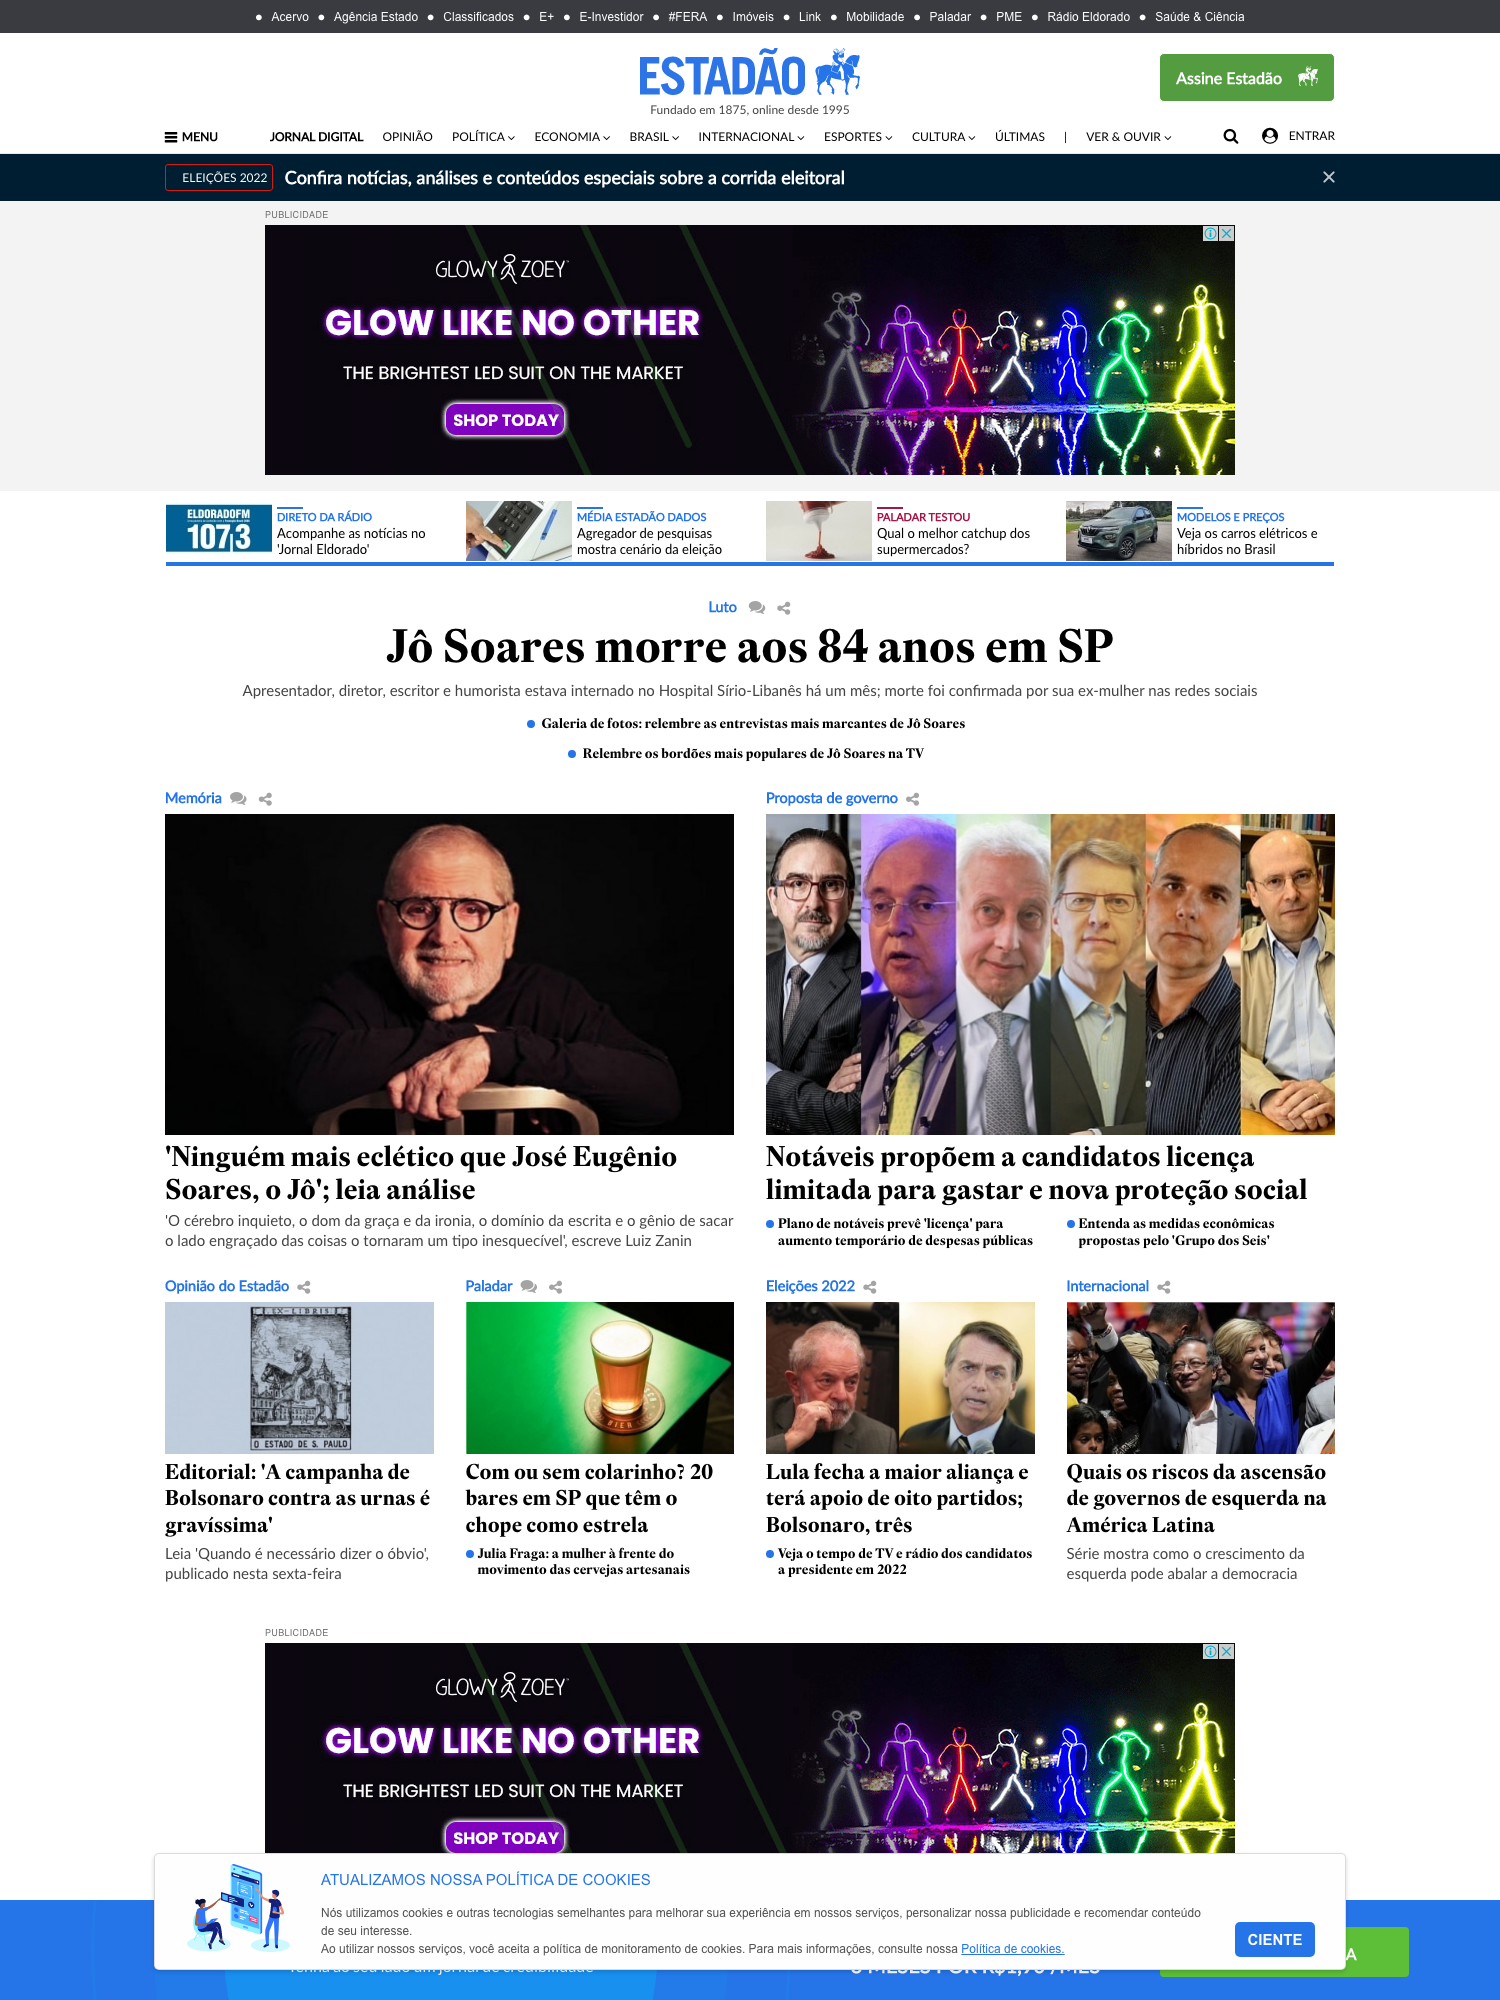 Acervo Agência Estado Classificados E+ E-Investidor #FERA Imóveis Link Mobilidade Paladar PME Rádio Eldorado Saúde & Ciência
ESTADÃO
Fundado em 1875, online desde 1995
Assine Estadão
MENU JORNAL DIGITAL OPINIÃO POLÍTICA ECONOMIA BRASIL INTERNACIONAL ESPORTES CULTURA ÚLTIMAS | VER & OUVIR ENTRAR
ELEIÇÕES 2022 Confira notícias, análises e conteúdos especiais sobre a corrida eleitoral
PUBLICIDADE
GLOWY ZOEY
GLOW LIKE NO OTHER
THE BRIGHTEST LED SUIT ON THE MARKET
SHOP TODAY
ELDORADOFM
107,3
DIRETO DA RÁDIO
Acompanhe as notícias no
'Jornal Eldorado'
MÉDIA ESTADÃO DADOS
Agregador de pesquisas
mostra cenário da eleição
PALADAR TESTOU
Qual o melhor catchup dos
supermercados?
MODELOS E PREÇOS
Veja os carros elétricos e
híbridos no Brasil
Luto
Jô Soares morre aos 84 anos em SP
Apresentador, diretor, escritor e humorista estava internado no Hospital Sírio-Libanês há um mês; morte foi confirmada por sua ex-mulher nas redes sociais
Galeria de fotos: relembre as entrevistas mais marcantes de Jô Soares
Relembre os bordões mais populares de Jô Soares na TV
Memória
'Ninguém mais eclético que José Eugênio
Soares, o Jô'; leia análise
'O cérebro inquieto, o dom da graça e da ironia, o domínio da escrita e o gênio de sacar
o lado engraçado das coisas o tornaram um tipo inesquecível', escreve Luiz Zanin
Proposta de governo
Notáveis propõem a candidatos licença
limitada para gastar e nova proteção social
Plano de notáveis prevê 'licença' para
aumento temporário de despesas públicas
Entenda as medidas econômicas
propostas pelo 'Grupo dos Seis'
Opinião do Estadão
EX-LIBRIS
O ESTADO DE S. PAULO
Editorial: 'A campanha de
Bolsonaro contra as urnas é
gravíssima'
Leia 'Quando é necessário dizer o óbvio',
publicado nesta sexta-feira
Paladar
BIER
Com ou sem colarinho? 20
bares em SP que têm o
chope como estrela
Julia Fraga: a mulher à frente do
movimento das cervejas artesanais
Eleições 2022
Lula fecha a maior aliança e
terá apoio de oito partidos;
Bolsonaro, três
Veja o tempo de TV e rádio dos candidatos
a presidente em 2022
Internacional
Quais os riscos da ascensão
de governos de esquerda na
América Latina
Série mostra como o crescimento da
esquerda pode abalar a democracia
PUBLICIDADE
GLOWY ZOEY
GLOW LIKE NO OTHER
THE BRIGHTEST LED SUIT ON THE MARKET
SHOP TODAY
ATUALIZAMOS NOSSA POLÍTICA DE COOKIES
Nós utilizamos cookies e outras tecnologias semelhantes para melhorar sua experiência em nossos serviços, personalizar nossa publicidade e recomendar conteúdo
de seu interesse.
Ao utilizar nossos serviços, você aceita a política de monitoramento de cookies. Para mais informações, consulte nossa Política de cookies.
CIENTE
A